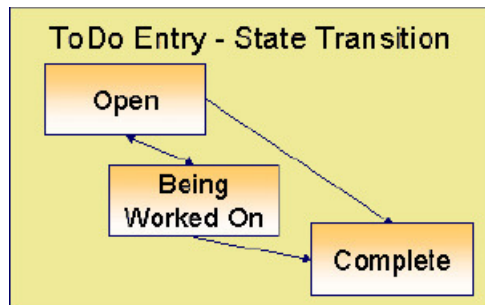 ToDo Entry - State Transition
Open
Being
Worked On
Complete